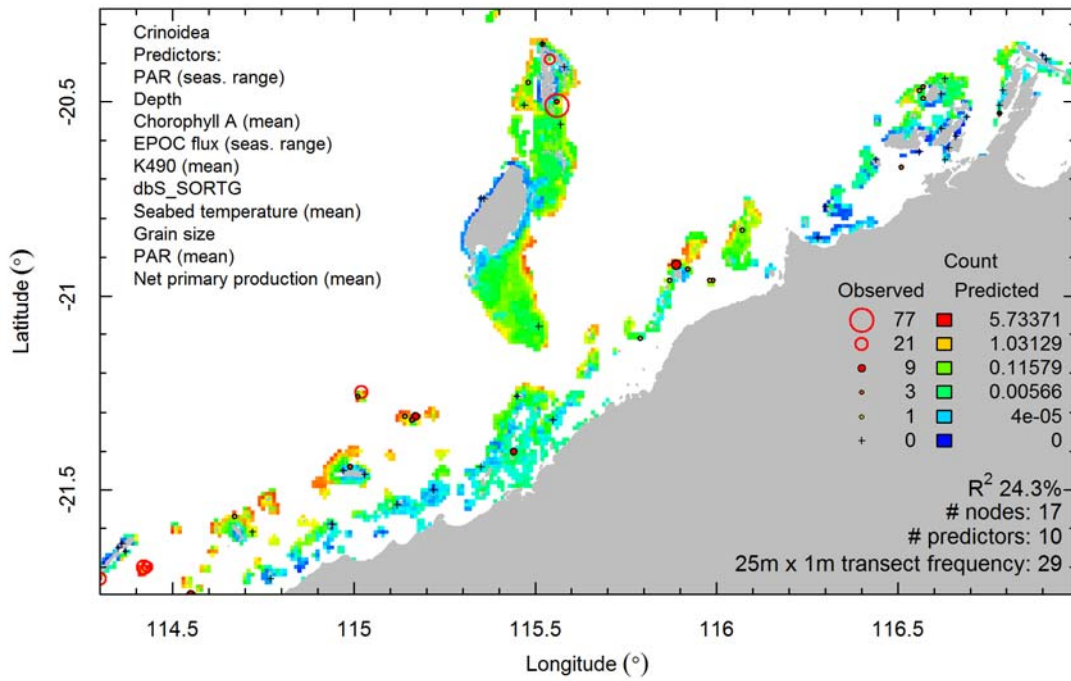 Crinoidea
Predictors:
PAR (seas. range)
Depth
Chorophyll A (mean)
EPOC flux (seas. range)
K490 (mean)
dbS_SORTG
Seabed temperature (mean)
Grain size
PAR (mean)
Net primary production (mean)
-20.5
-21
-21.5
Latitude (°)
Count
Observed Predicted
77 5.73371
21 1.03129
9 0.11579
3 0.00566
1 4e-05
0 0
R² 24.3%
# nodes: 17
# predictors: 10
25m x 1m transect frequency: 29
114.5 115 115.5 116 116.5
Longitude (°)